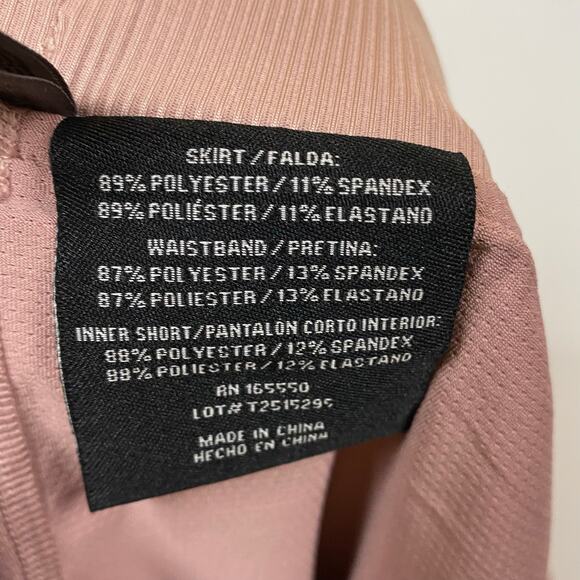 SKIRT/FALDA:
89% POLYESTER/11% SPANDEX
89% POLIÉSTER/11% ELASTANO
WAISTBAND/PRETINA:
87% POLYESTER/13% SPANDEX
87% POLIESTER/13% ELASTANO
INNER SHORT/PANTALÓN CORTO INTERIOR:
88% POLYESTER/12% SPANDEX
88% POLIESTER/12% ELASTANO
RN 165550
LOT# T2515295
MADE IN CHINA
HECHO EN CHINA